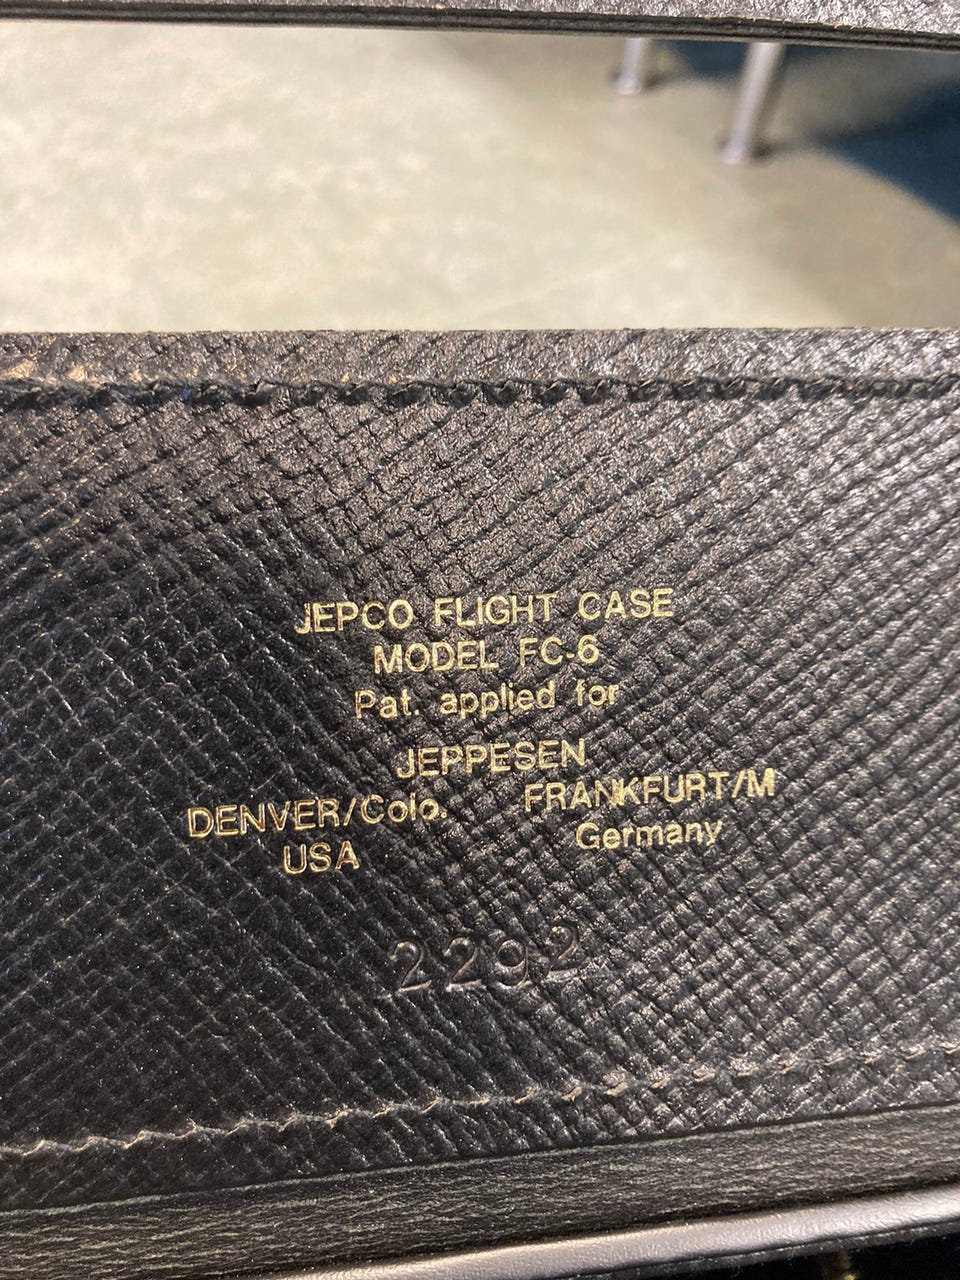 JEPCO FLIGHT CASE
MODEL FC-6
Pat. applied for
JEPPESEN
DENVER/Colo. FRANKFURT/M
USA Germany
2292